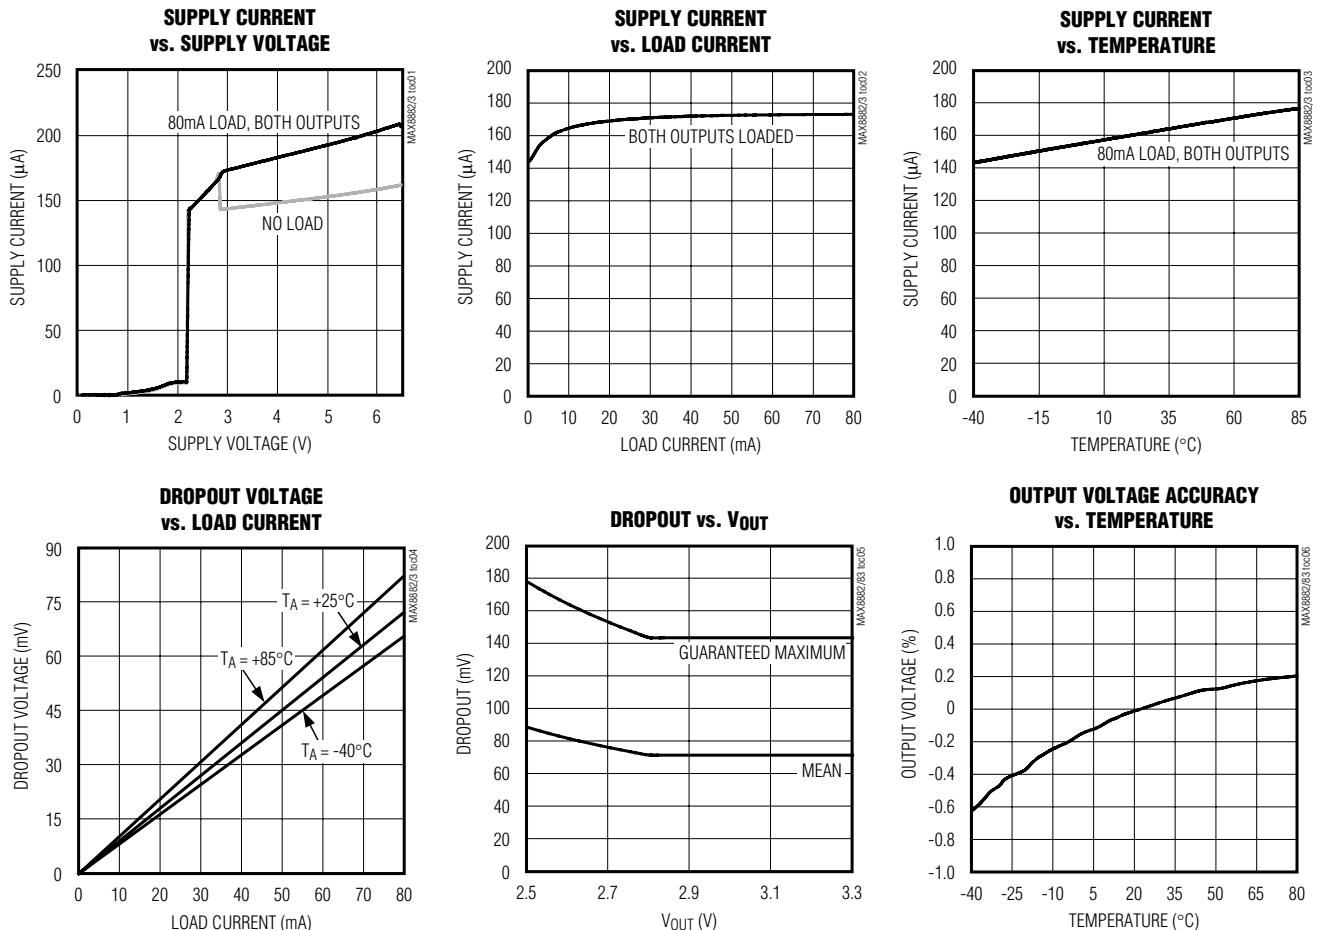 SUPPLY CURRENT
vs. SUPPLY VOLTAGE
250
200
150
100
50
0
0 1 2 3 4 5 6
SUPPLY CURRENT (µA)
SUPPLY VOLTAGE (V)
80mA LOAD, BOTH OUTPUTS
NO LOAD
MAX8882/3 toc01
SUPPLY CURRENT
vs. LOAD CURRENT
200
180
160
140
120
100
80
60
40
20
0
0 10 20 30 40 50 60 70 80
SUPPLY CURRENT (µA)
LOAD CURRENT (mA)
BOTH OUTPUTS LOADED
MAX8882/3 toc02
SUPPLY CURRENT
vs. TEMPERATURE
200
180
160
140
120
100
80
60
40
20
0
-40 -15 10 35 60 85
SUPPLY CURRENT (µA)
TEMPERATURE (°C)
80mA LOAD, BOTH OUTPUTS
MAX8882/3 toc03
DROPOUT VOLTAGE
vs. LOAD CURRENT
90
75
60
45
30
15
0
0 10 20 30 40 50 60 70 80
DROPOUT VOLTAGE (mV)
LOAD CURRENT (mA)
TA = +25°C
TA = +85°C
TA = -40°C
MAX8882/3 toc04
DROPOUT vs. VOUT
200
180
160
140
120
100
80
60
40
20
0
2.5 2.7 2.9 3.1 3.3
DROPOUT (mV)
VOUT (V)
GUARANTEED MAXIMUM
MEAN
MAX8882/83 toc05
OUTPUT VOLTAGE ACCURACY
vs. TEMPERATURE
1.0
0.8
0.6
0.4
0.2
0
-0.2
-0.4
-0.6
-0.8
-1.0
-40 -25 -10 5 20 35 50 65 80
OUTPUT VOLTAGE (%)
TEMPERATURE (°C)
MAX8882/83 toc06